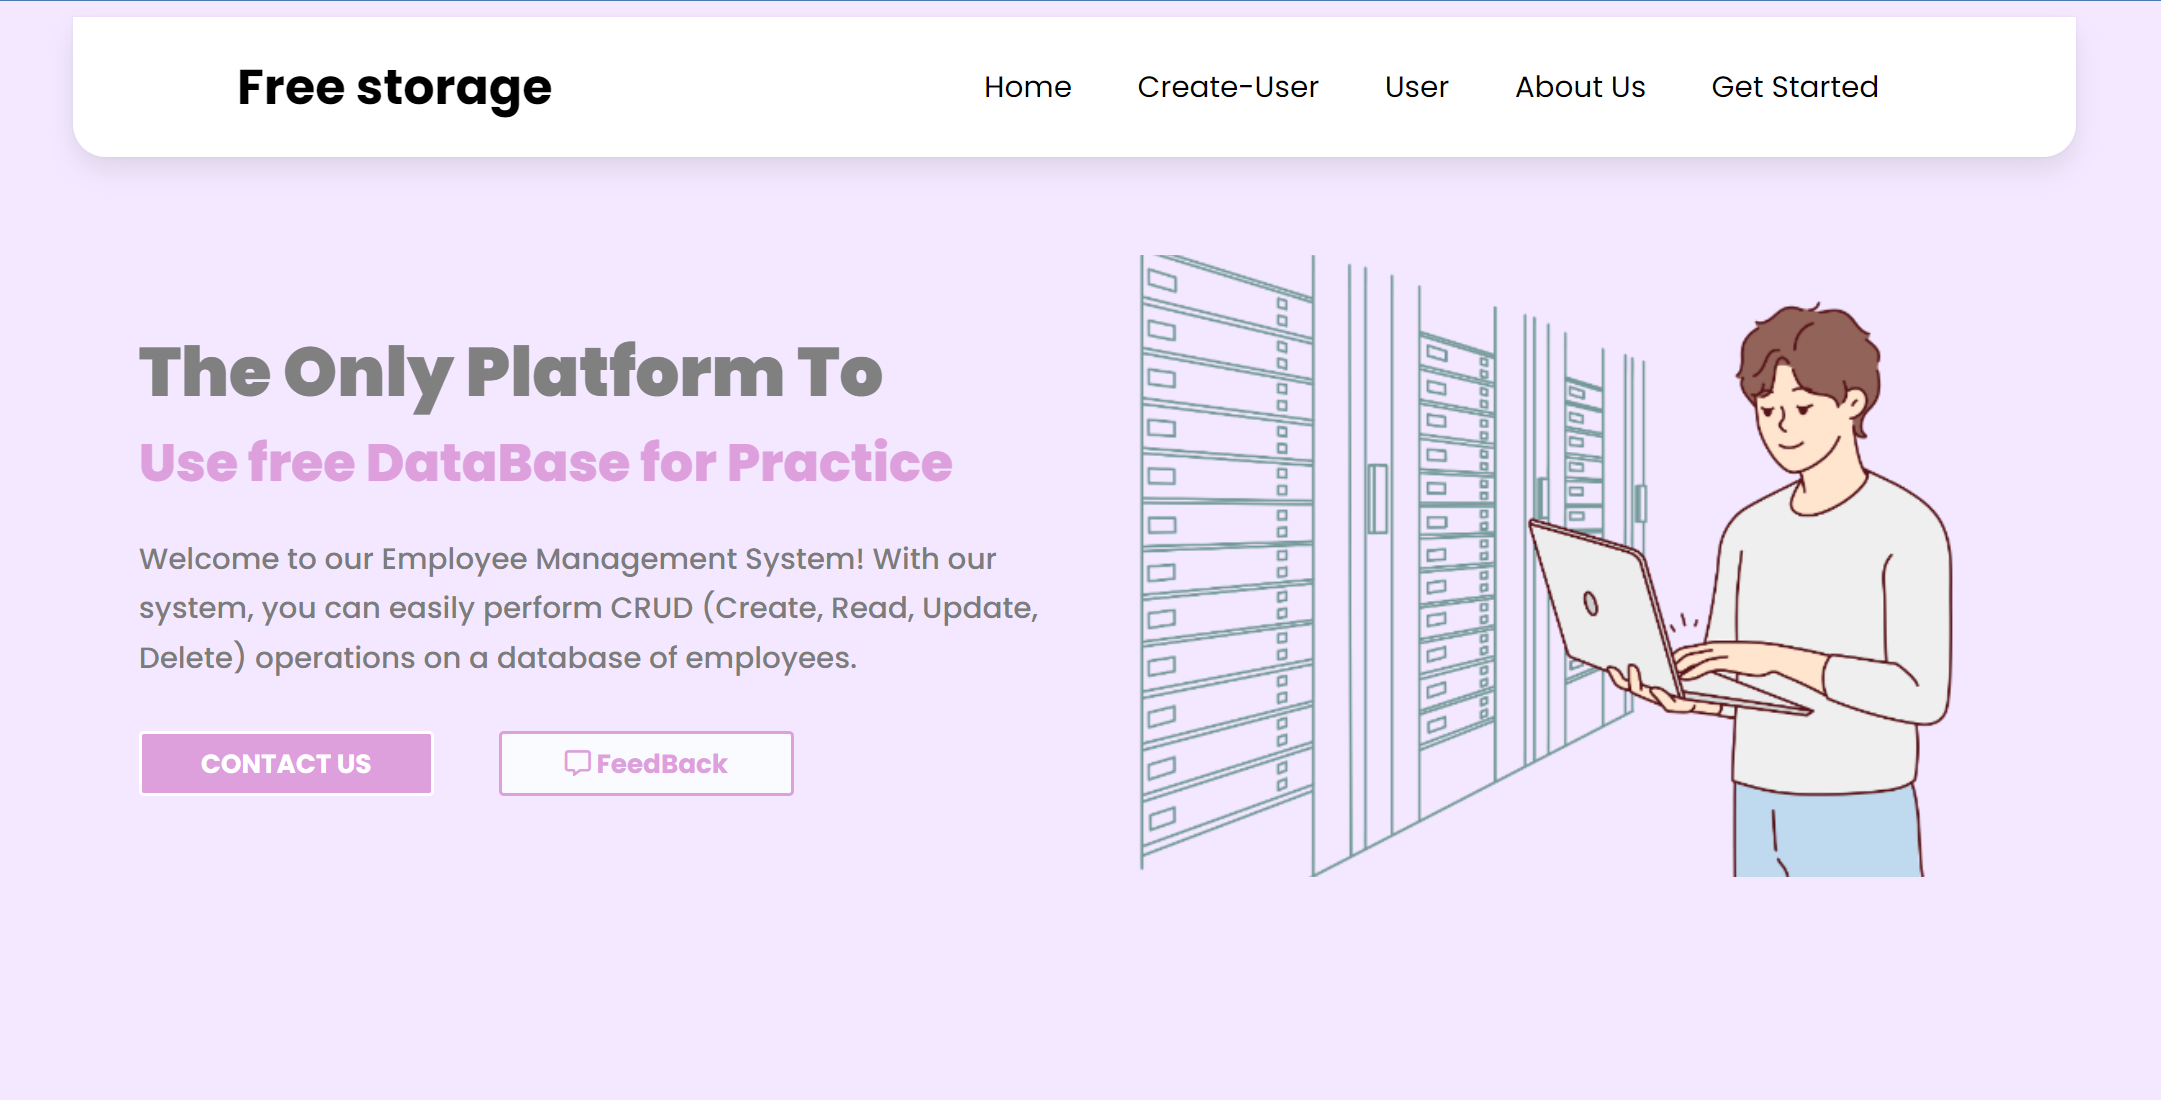 Free storage
Home Create-User User About Us Get Started
The Only Platform To
Use free DataBase for Practice
Welcome to our Employee Management System! With our
system, you can easily perform CRUD (Create, Read, Update,
Delete) operations on a database of employees.
CONTACT US
FeedBack